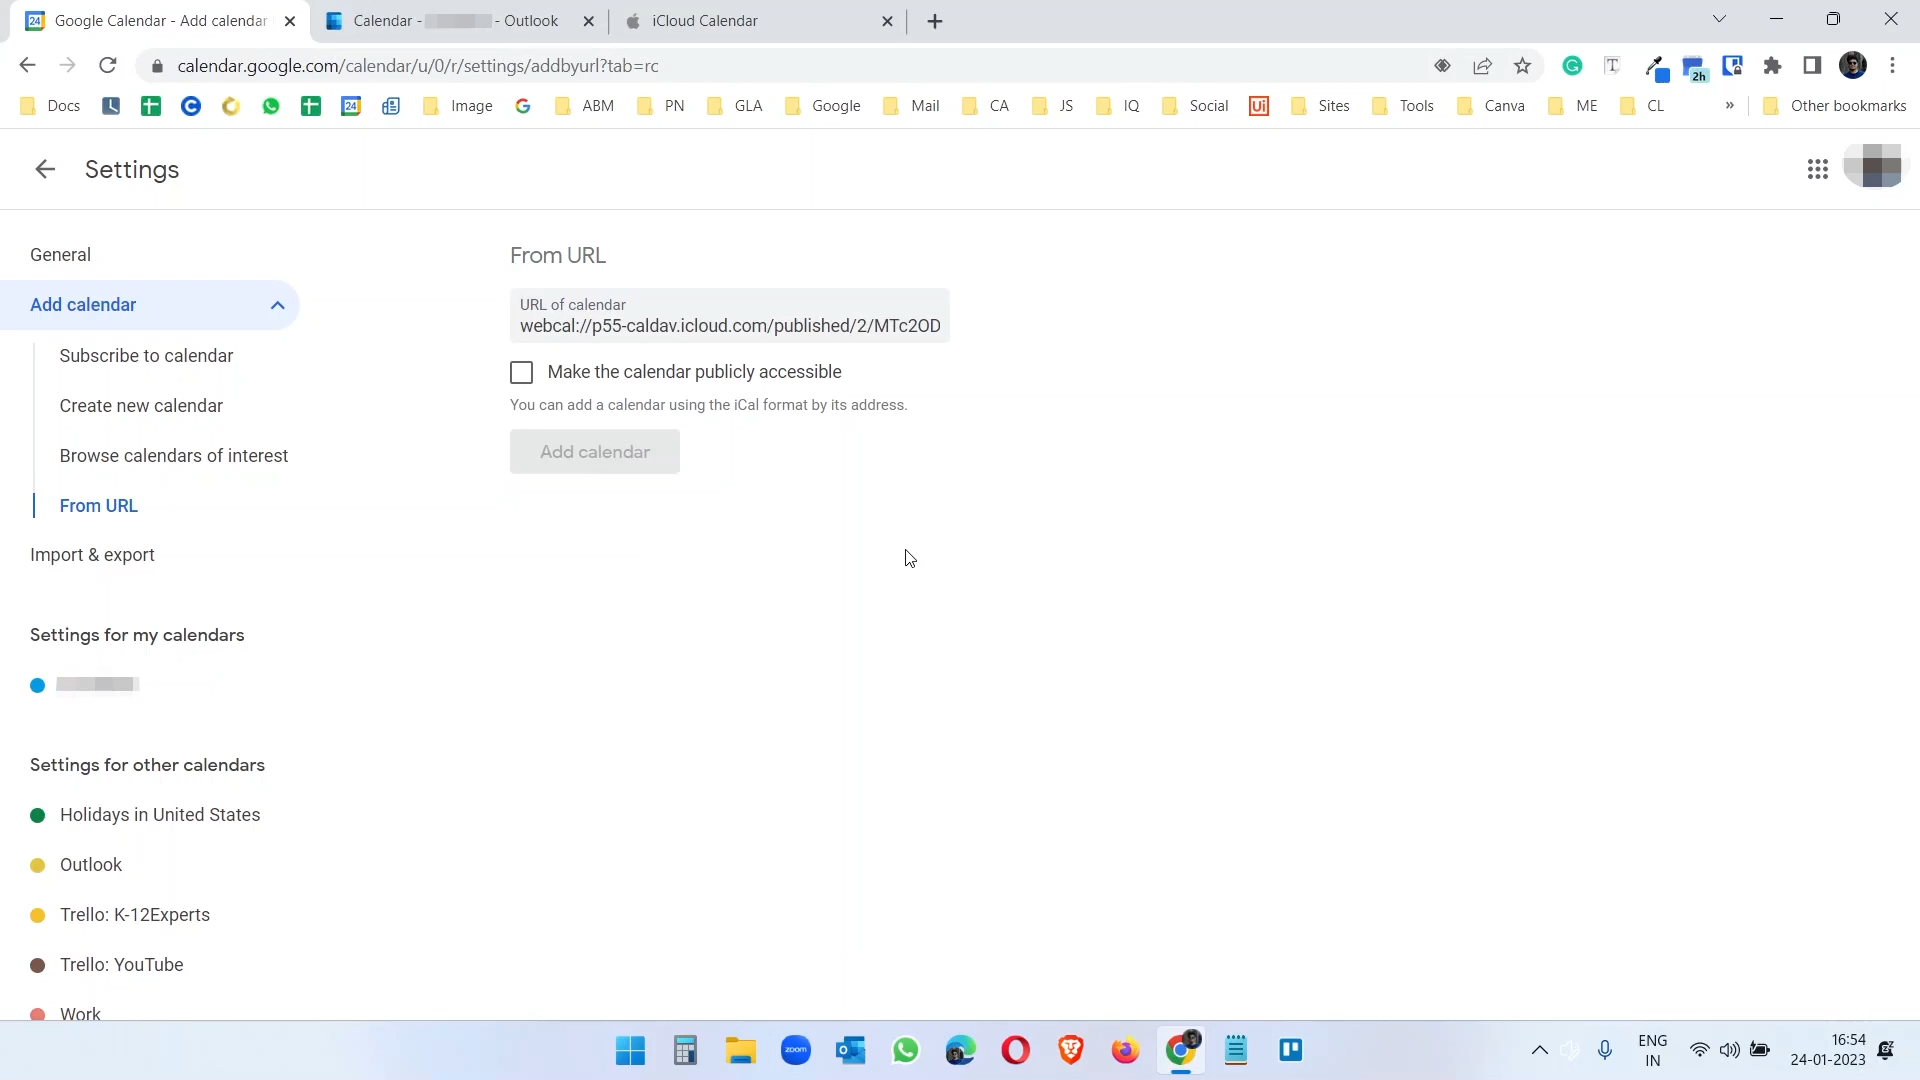 Google Calendar - Add calendar
Calendar - - Outlook
iCloud Calendar
calendar.google.com/calendar/u/0/r/settings/addbyurl?tab=rc
2h
Docs
24
Image
ABM
PN
GLA
Google
Mail
CA
JS
IQ
Social
Ui
Sites
Tools
Canva
ME
CL
»
Other bookmarks
Settings
General
Add calendar
Subscribe to calendar
Create new calendar
Browse calendars of interest
From URL
Import & export
Settings for my calendars
Settings for other calendars
Holidays in United States
Outlook
Trello: K-12Experts
Trello: YouTube
Work
From URL
URL of calendar
webcal://p55-caldav.icloud.com/published/2/MTc2OD
Make the calendar publicly accessible
You can add a calendar using the iCal format by its address.
Add calendar
zoom
ENG
IN
16:54
24-01-2023